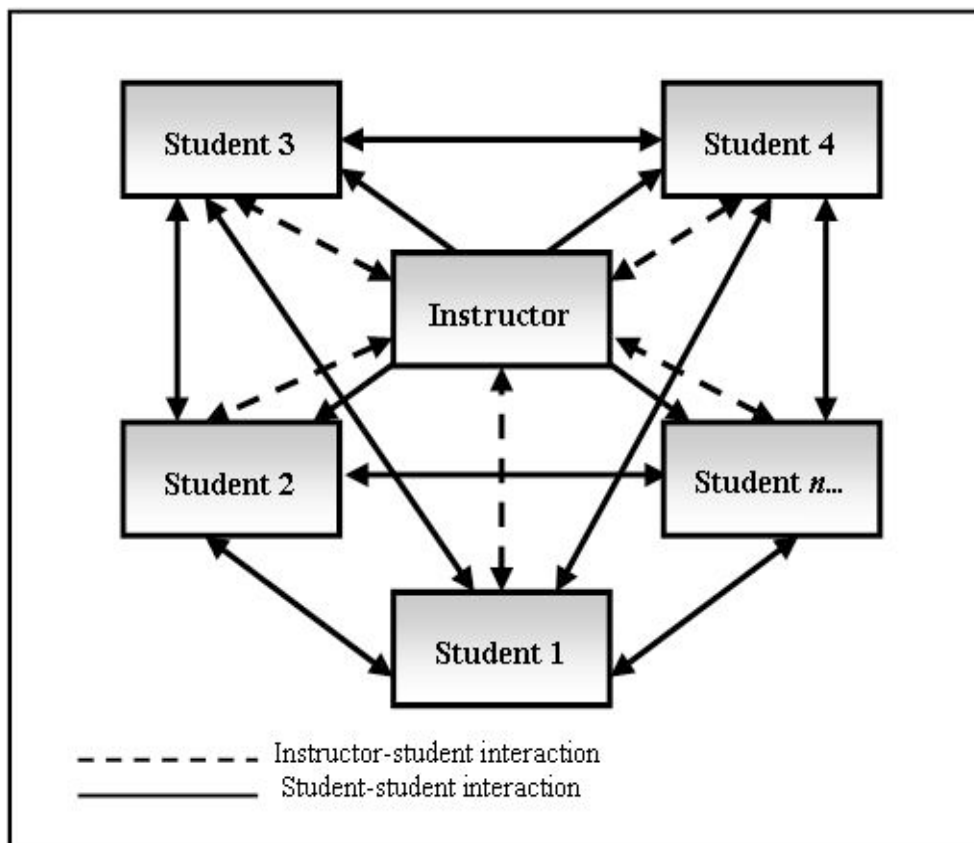 Student 3
Student 4
Instructor
Student 2
Student n...
Student 1
Instructor-student interaction
Student-student interaction